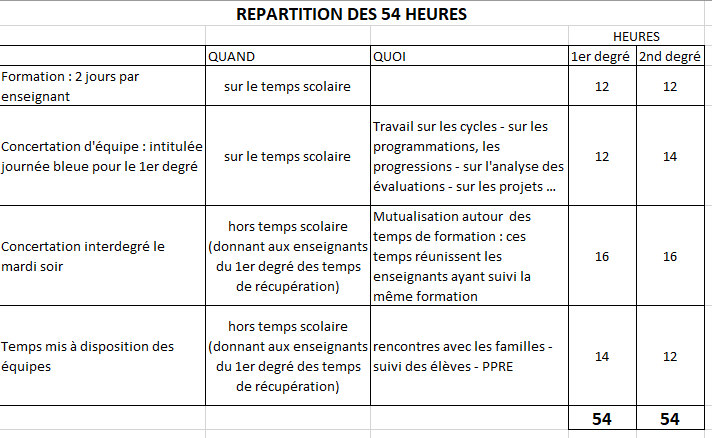 REPARTITION DES 54 HEURES
HEURES
QUAND QUOI 1er degré 2nd degré
Formation : 2 jours par
enseignant
sur le temps scolaire
12 12
Concertation d'équipe : intitulée
journée bleue pour le 1er degré
sur le temps scolaire
Travail sur les cycles - sur les
programmations, les
progressions - sur l'analyse des
évaluations - sur les projets ...
12 14
Concertation interdegré le
mardi soir
hors temps scolaire
(donnant aux enseignants
du 1er degré des temps
de récupération)
Mutualisation autour des
temps de formation : ces
temps réunissent les
enseignants ayant suivi la
même formation
16 16
Temps mis à disposition des
équipes
hors temps scolaire
(donnant aux enseignants
du 1er degré des temps
de récupération)
rencontres avec les familles -
suivi des élèves - PPRE
14 12
54 54